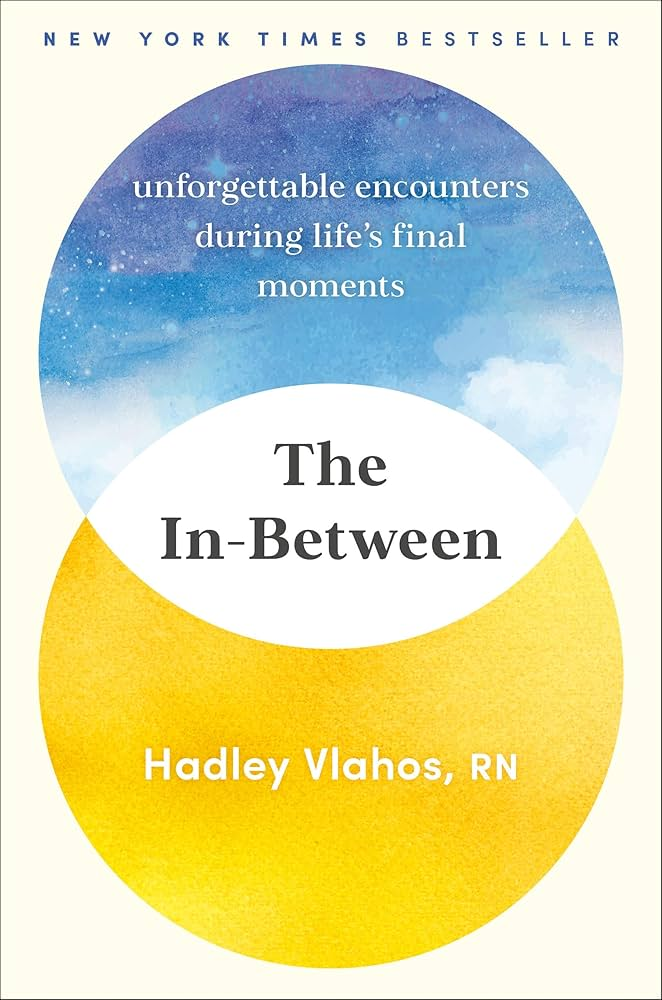 NEW YORK TIMES BESTSELLER
unforgettable encounters
during life’s final
moments
The
In-Between
Hadley Vlahos, RN